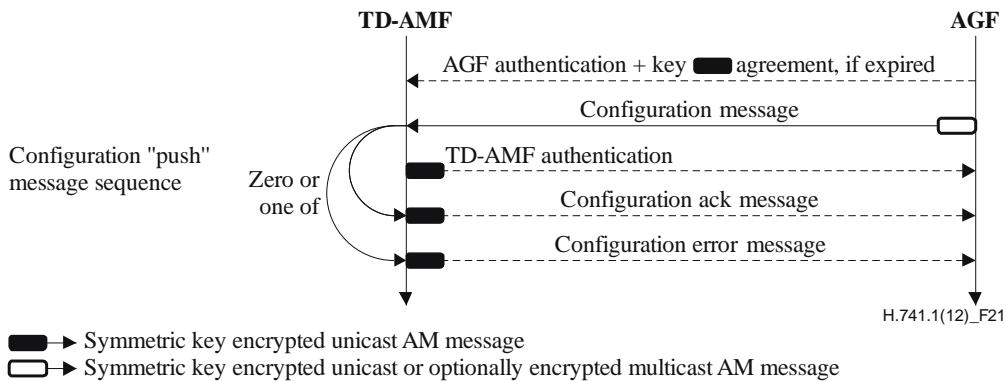 TD-AMF AGF
AGF authentication + key agreement, if expired
Configuration message
Configuration "push"
message sequence
TD-AMF authentication
Zero or
one of
Configuration ack message
Configuration error message
H.741.1(12)_F21
Symmetric key encrypted unicast AM message
Symmetric key encrypted unicast or optionally encrypted multicast AM message